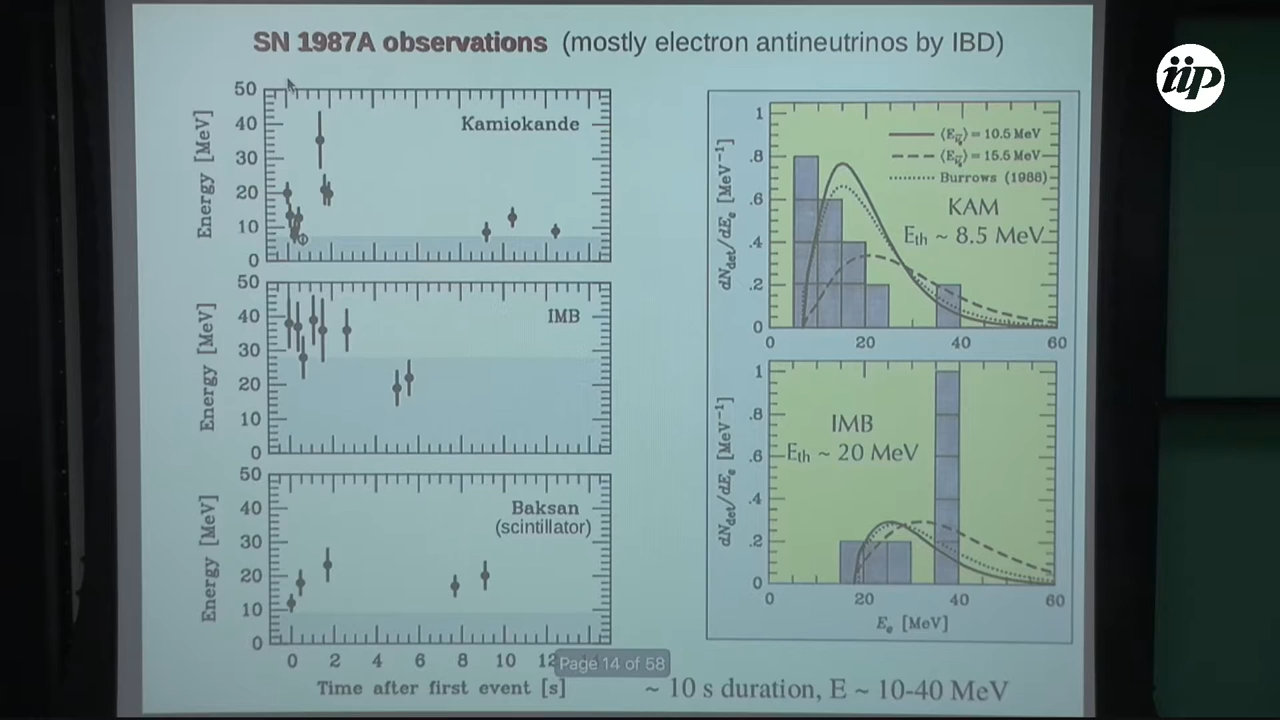 SN 1987A observations (mostly electron antineutrinos by IBD)
iip
50
40
30
20
10
0
Energy [MeV]
Kamiokande
50
40
30
20
10
0
Energy [MeV]
IMB
50
40
30
20
10
0
Energy [MeV]
Baksan
(scintillator)
0 2 4 6 8 10 12
Time after first event [s]
Page 14 of 58
1
.8
.6
.4
.2
0
dN_det/dE_e [MeV⁻¹]
= 10.5 MeV
= 15.5 MeV
Burrows (1988)
KAM
Eth ~ 8.5 MeV
0 20 40 60
1
.8
.6
.4
.2
0
dN_det/dE_e [MeV⁻¹]
IMB
Eth ~ 20 MeV
0 20 40 60
E_e [MeV]
~ 10 s duration, E ~ 10-40 MeV